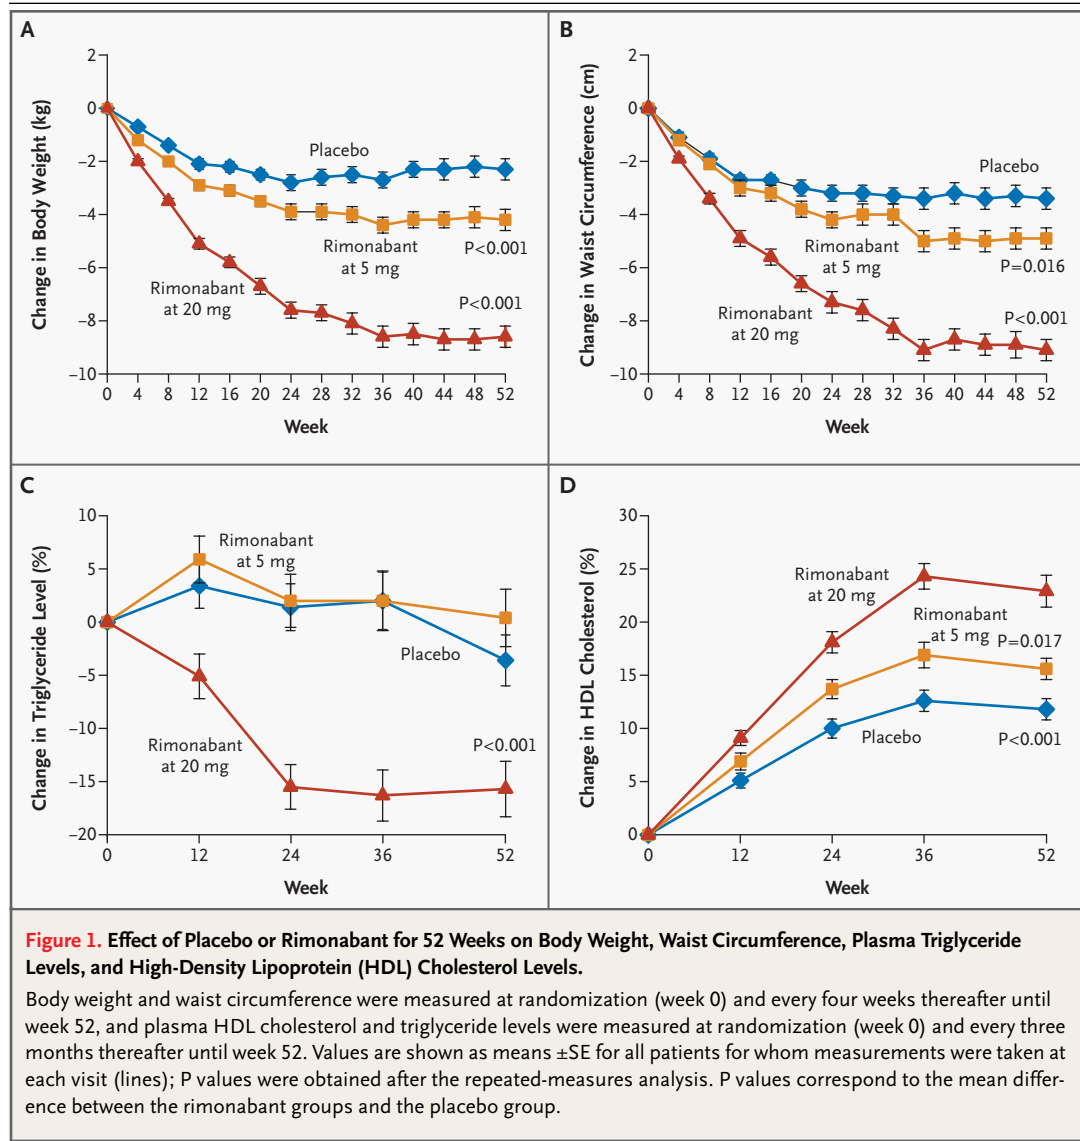 A
2
0
–2
–4
–6
–8
–10
Change in Body Weight (kg)
Placebo
Rimonabant
at 5 mg
P<0.001
Rimonabant
at 20 mg
P<0.001
0 4 8 12 16 20 24 28 32 36 40 44 48 52
Week
B
2
0
–2
–4
–6
–8
–10
Change in Waist Circumference (cm)
Placebo
Rimonabant
at 5 mg
P=0.016
Rimonabant
at 20 mg
P<0.001
0 4 8 12 16 20 24 28 32 36 40 44 48 52
Week
C
10
5
0
–5
–10
–15
–20
Change in Triglyceride Level (%)
Rimonabant
at 5 mg
Placebo
Rimonabant
at 20 mg
P<0.001
0 12 24 36 52
Week
D
30
25
20
15
10
5
0
Change in HDL Cholesterol (%)
Rimonabant
at 20 mg
Rimonabant
at 5 mg P=0.017
Placebo
P<0.001
0 12 24 36 52
Week
Figure 1. Effect of Placebo or Rimonabant for 52 Weeks on Body Weight, Waist Circumference, Plasma Triglyceride
Levels, and High-Density Lipoprotein (HDL) Cholesterol Levels.
Body weight and waist circumference were measured at randomization (week 0) and every four weeks thereafter until
week 52, and plasma HDL cholesterol and triglyceride levels were measured at randomization (week 0) and every three
months thereafter until week 52. Values are shown as means ±SE for all patients for whom measurements were taken at
each visit (lines); P values were obtained after the repeated-measures analysis. P values correspond to the mean differ-
ence between the rimonabant groups and the placebo group.